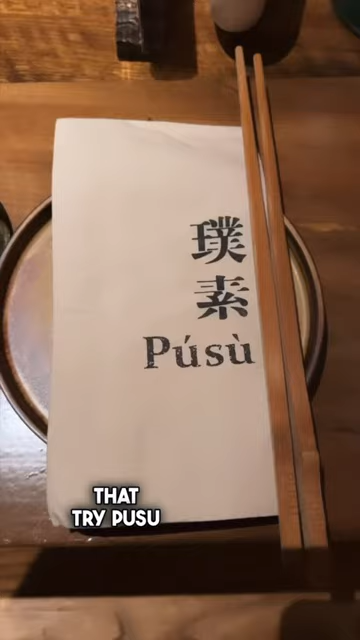 璞
素
Púsù
THAT
TRY PUSU